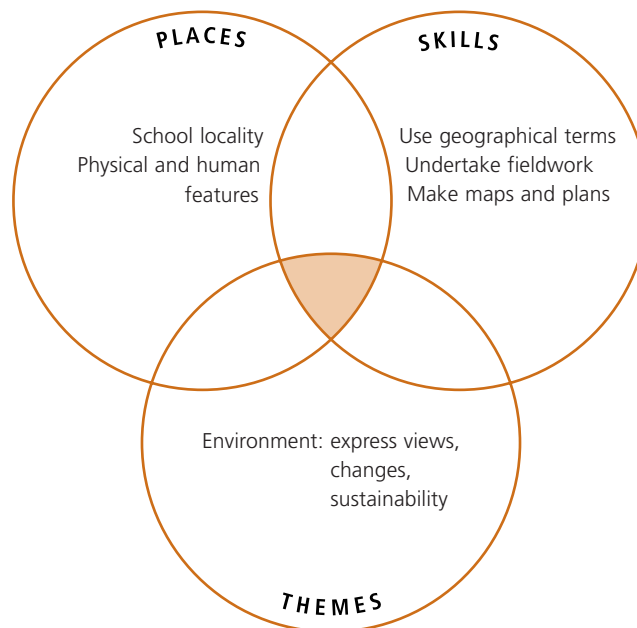 PLACES
SKILLS
School locality
Physical and human
features
Use geographical terms
Undertake fieldwork
Make maps and plans
Environment: express views,
changes,
sustainability
THEMES